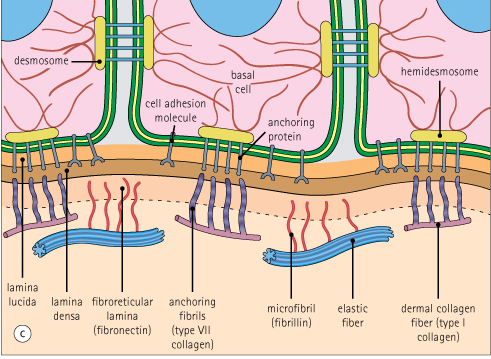 desmosome
basal
cell
hemidesmosome
cell adhesion
molecule
anchoring
protein
lamina
lucida
lamina
densa
fibroreticular
lamina
(fibronectin)
anchoring
fibrils
(type VII
collagen)
microfibril
(fibrillin)
elastic
fiber
dermal collagen
fiber (type I
collagen)
C